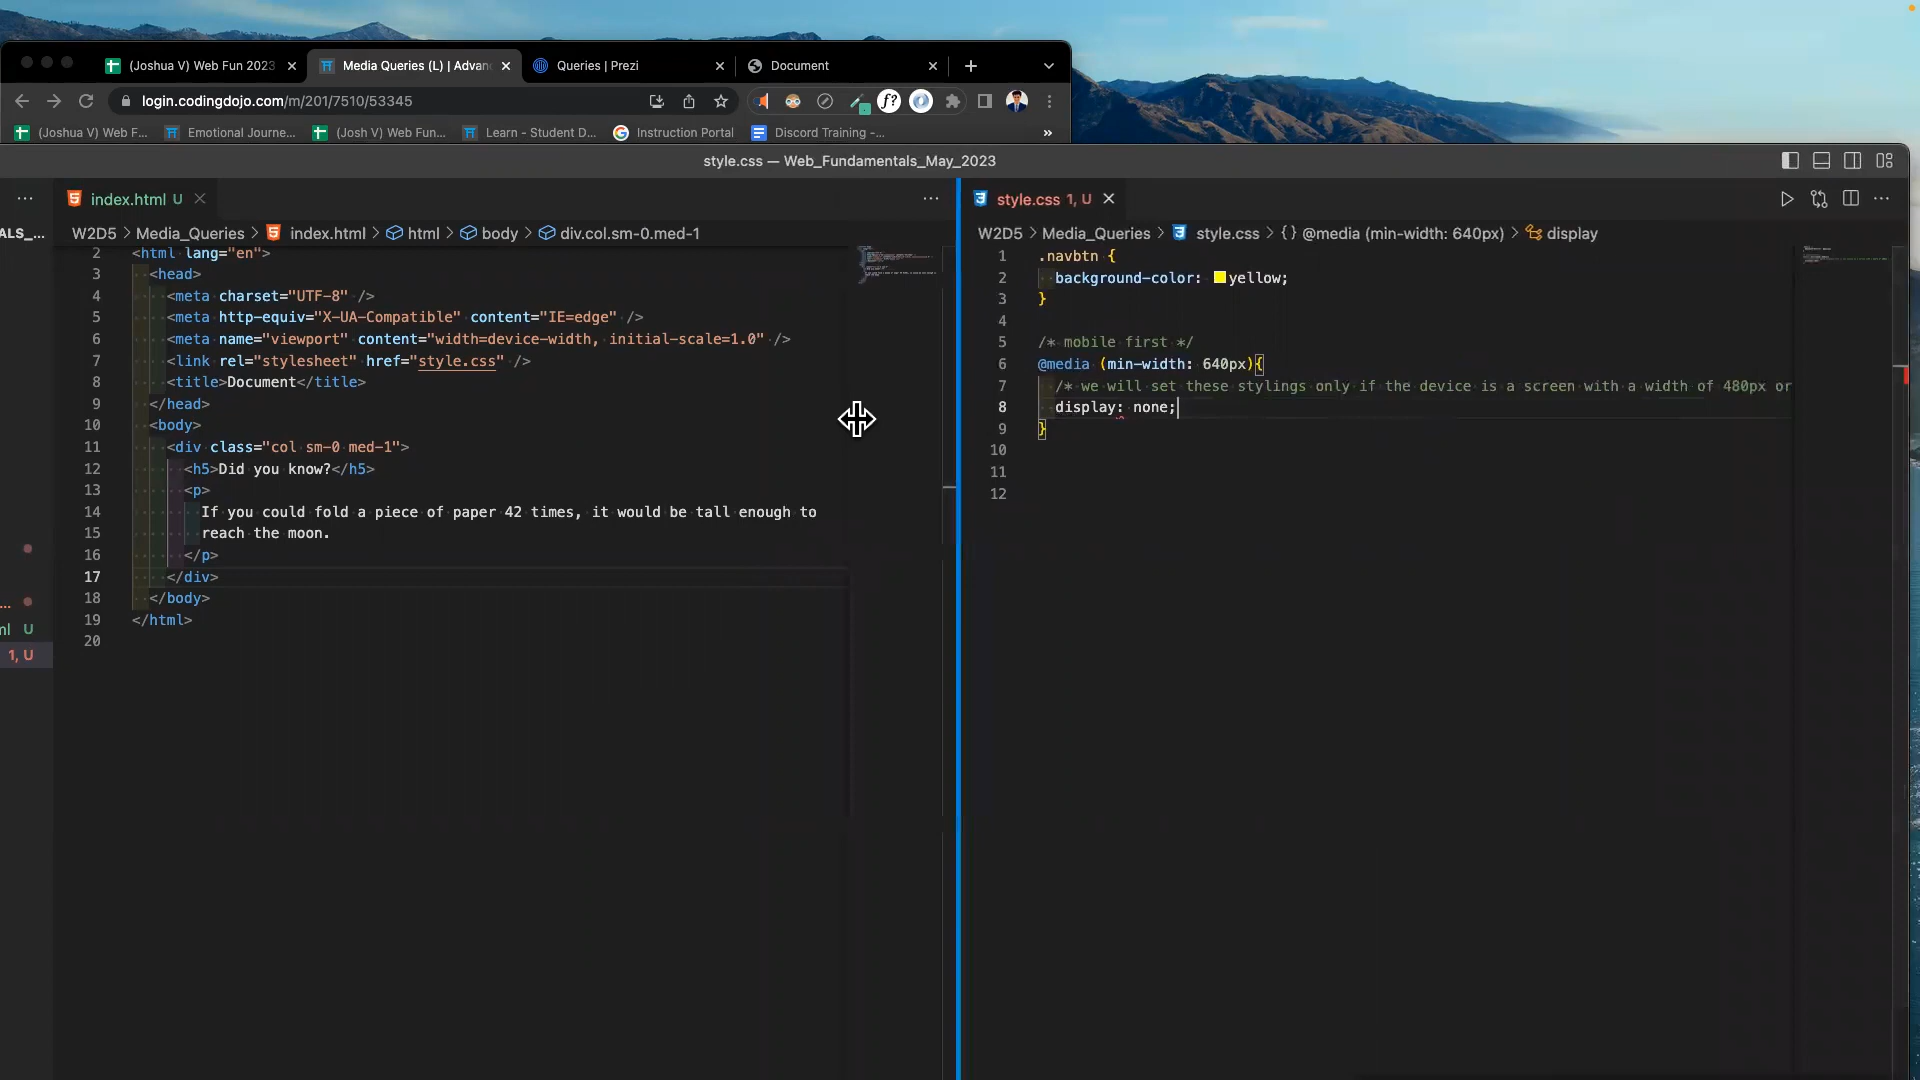 (Joshua V) Web Fun 2023
Media Queries (L) | Advan
Queries | Prezi
Document
login.codingdojo.com/m/201/7510/53345
f?
(Joshua V) Web F...
Emotional Journe...
(Josh V) Web Fun...
Learn - Student D...
Instruction Portal
Discord Training -...
»
style.css — Web_Fundamentals_May_2023
ALS_...
ml U
1, U
index.html U
W2D5 > Media_Queries > index.html > html > body > div.col.sm-0.med-1
2 <html lang="en">
3 <head>
4 <meta charset="UTF-8" />
5 <meta http-equiv="X-UA-Compatible" content="IE=edge" />
6 <meta name="viewport" content="width=device-width, initial-scale=1.0" />
7 <link rel="stylesheet" href="style.css" />
8 <title>Document</title>
9 </head>
10 <body>
11 <div class="col sm-0 med-1">
12 <h5>Did you know?</h5>
13 <p>
14 If you could fold a piece of paper 42 times, it would be tall enough to
15 reach the moon.
16 </p>
17 </div>
18 </body>
19 </html>
20
style.css 1, U
W2D5 > Media_Queries > style.css > {} @media (min-width: 640px) > display
1 .navbtn {
2 background-color: yellow;
3 }
4
5 /* mobile first */
6 @media (min-width: 640px){
7 /* we will set these stylings only if the device is a screen with a width of 480px or
8 display: none;
9 }
10
11
12